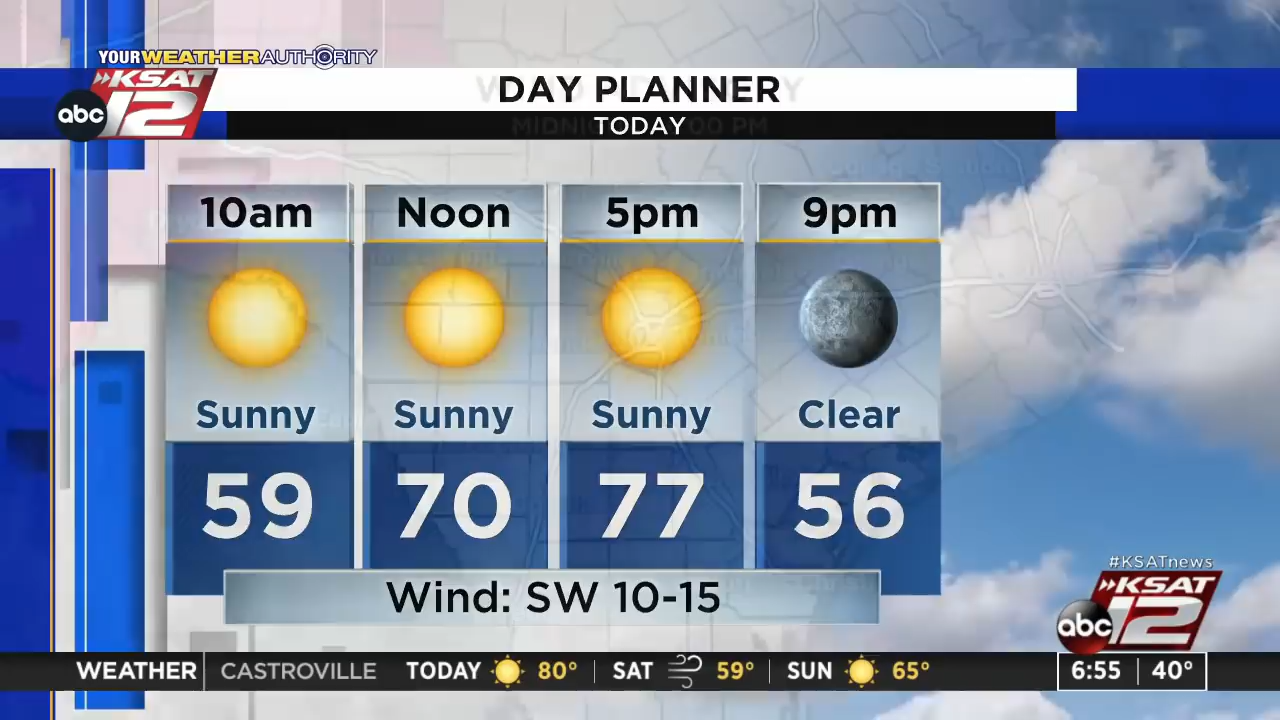 YOURWEATHERAUTHORITY
KSAT
abc 12
DAY PLANNER
TODAY
10am Noon 5pm 9pm
Sunny Sunny Sunny Clear
59 70 77 56
Wind: SW 10-15
#KSATnews
KSAT
abc 12
WEATHER CASTROVILLE TODAY 80° SAT 59° SUN 65° 6:55 40°